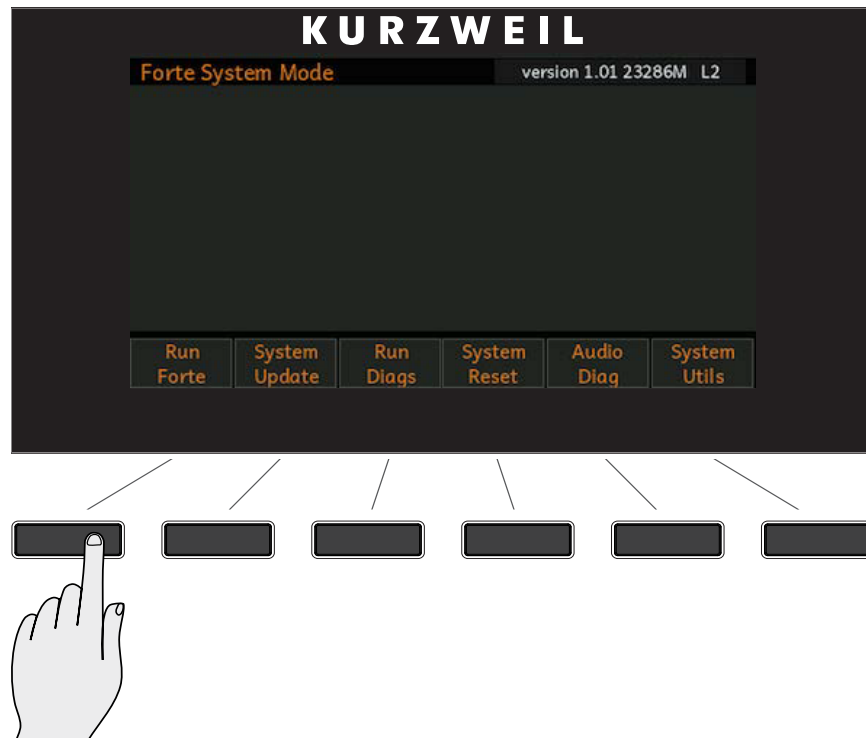 KURZWEIL
Forte System Mode version 1.01 23286M L2
Run Forte
System Update
Run Diags
System Reset
Audio Diag
System Utils